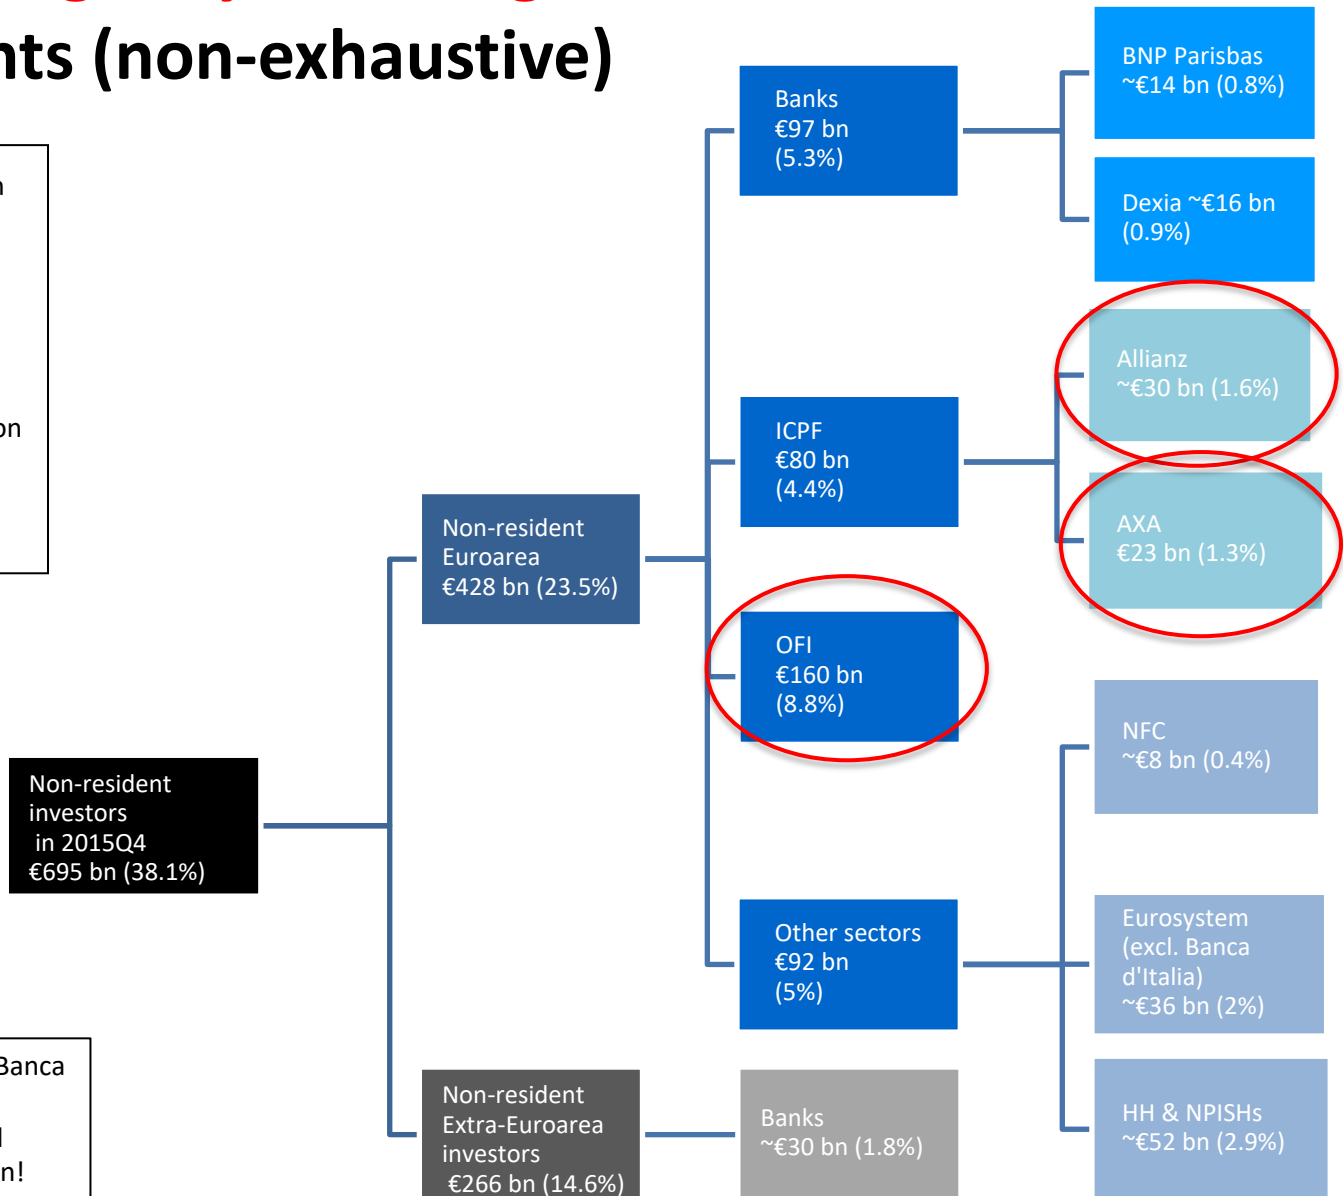 nts (non-exhaustive)
Banca
n!
Non-resident
investors
in 2015Q4
€695 bn (38.1%)
Non-resident
Euroarea
€428 bn (23.5%)
Non-resident
Extra-Euroarea
investors
€266 bn (14.6%)
Banks
€97 bn
(5.3%)
ICPF
€80 bn
(4.4%)
OFI
€160 bn
(8.8%)
Other sectors
€92 bn
(5%)
Banks
~€30 bn (1.8%)
BNP Parisbas
~€14 bn (0.8%)
Dexia ~€16 bn
(0.9%)
Allianz
~€30 bn (1.6%)
AXA
€23 bn (1.3%)
NFC
~€8 bn (0.4%)
Eurosystem
(excl. Banca
d'Italia)
~€36 bn (2%)
HH & NPISHs
~€52 bn (2.9%)